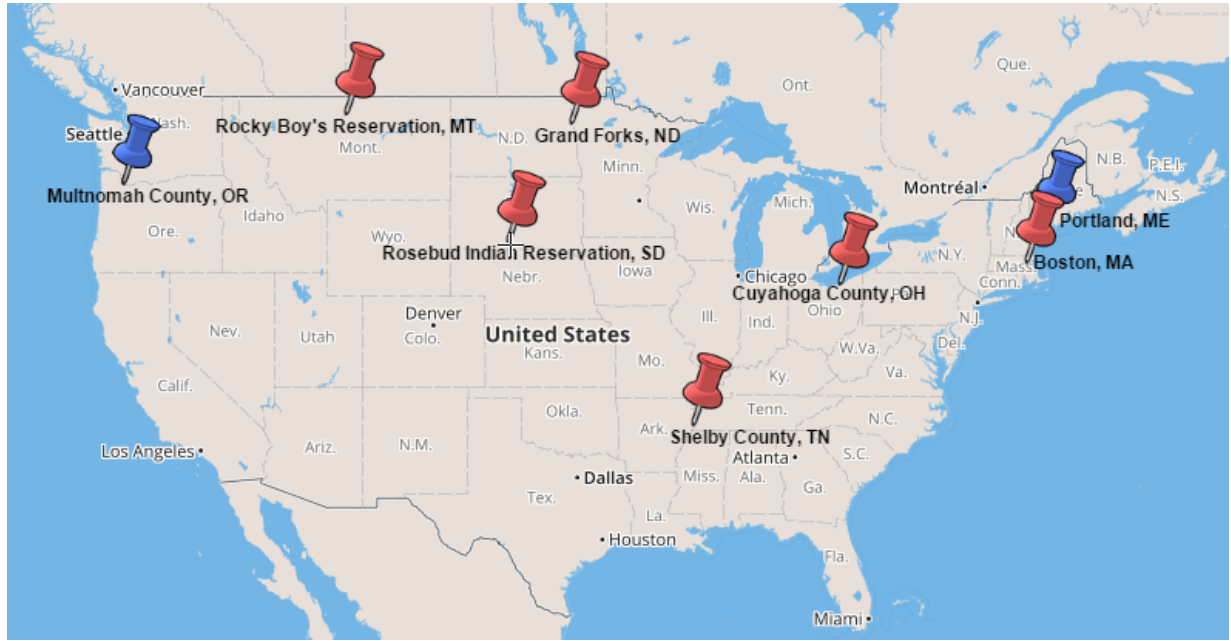 Que.
Ont.
Vancouver
Rocky Boy's Reservation, MT
Grand Forks, ND
Seattle
Wash.
Mont.
N.D.
Minn.
N.B.
P.E.I.
N.S.
Montréal
Multnomah County, OR
Idaho
Ore.
Wyo.
Wis.
Mich.
Portland, ME
Rosebud Indian Reservation, SD
N.Y.
Mass.
Boston, MA
Conn.
Nebr.
Iowa
Chicago
Cuyahoga County, OH
Ohio
N.J.
Denver
Nev.
Utah
Colo.
United States
Kans.
Ill.
Ind.
Del.
Mo.
W.Va.
Va.
Calif.
Ky.
Okla.
Tenn.
N.C.
Ark.
Shelby County, TN
Los Angeles
Ariz.
N.M.
Atlanta
S.C.
Dallas
Miss.
Ala.
Ga.
Tex.
La.
Houston
Fla.
Miami